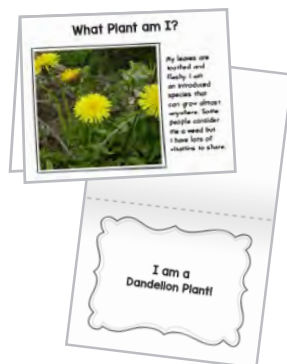 What Plant am I?
My leaves are
toothed and
fleshy. I am
an introduced
species that
can grow almost
anywhere. Some
people consider
me a weed but
I have lots of
vitamins to share.
I am a
Dandelion Plant!